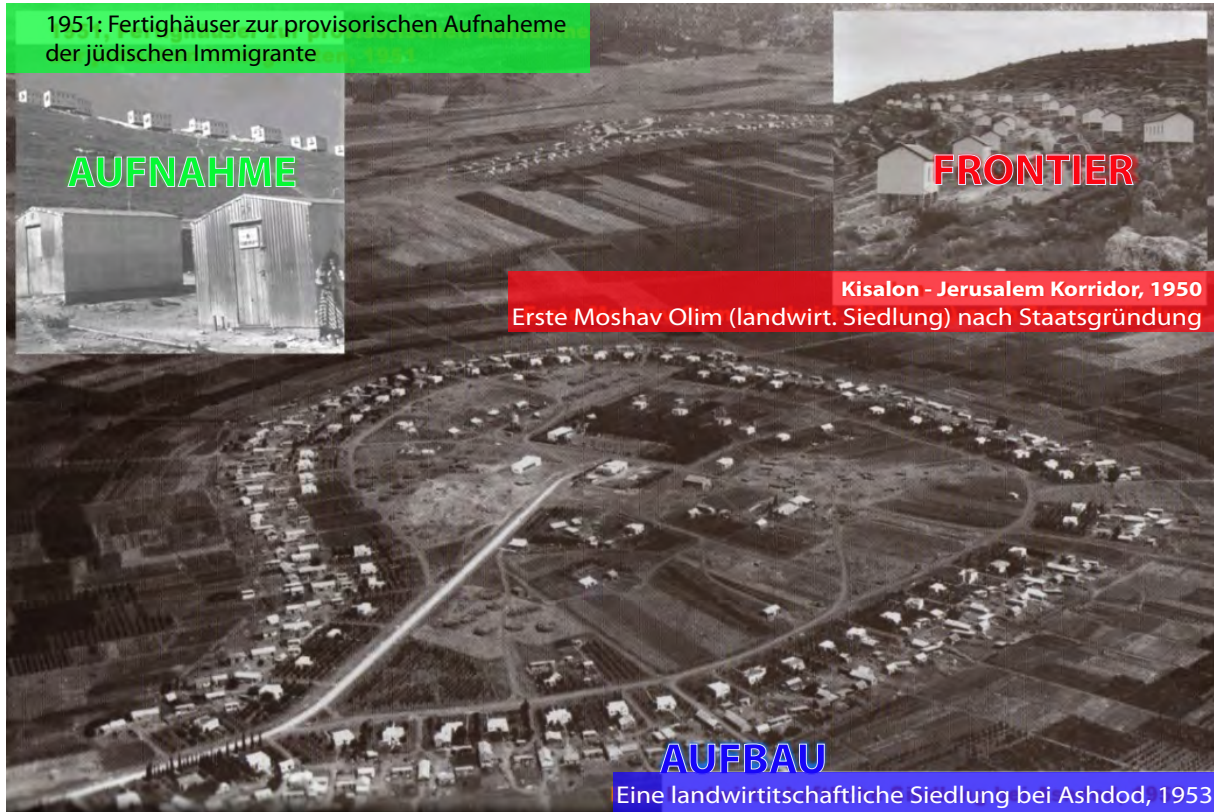 1951: Fertighäuser zur provisorischen Aufnaheme
der jüdischen Immigrante
AUFNAHME
FRONTIER
Kisalon - Jerusalem Korridor, 1950
Erste Moshav Olim (landwirt. Siedlung) nach Staatsgründung
AUFBAU
Eine landwirtitschaftliche Siedlung bei Ashdod, 1953